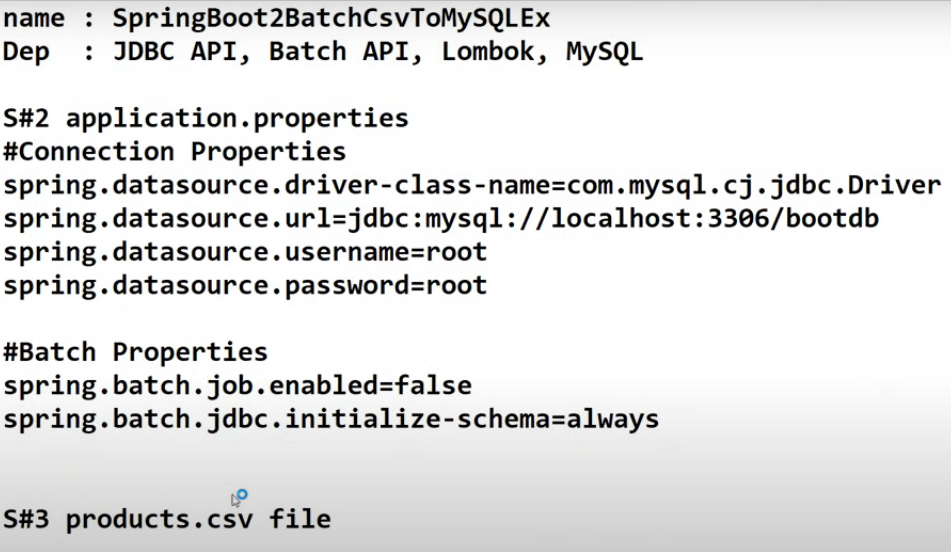 name : SpringBoot2BatchCsvToMySQLEx
Dep  : JDBC API, Batch API, Lombok, MySQL
S#2 application.properties
#Connection Properties
spring.datasource.driver-class-name=com.mysql.cj.jdbc.Driver
spring.datasource.url=jdbc:mysql://localhost:3306/bootdb
spring.datasource.username=root
spring.datasource.password=root
#Batch Properties
spring.batch.job.enabled=false
spring.batch.jdbc.initialize-schema=always
S#3 products.csv file